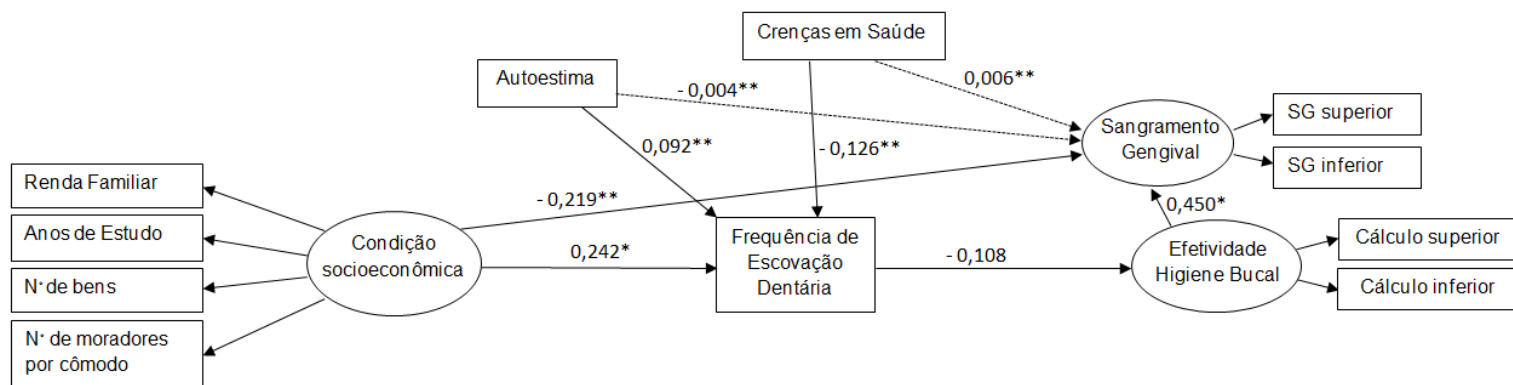 Crenças em Saúde
Autoestima
- 0,004**
0,006**
0,092**
- 0,126**
Sangramento
Gengival
SG superior
SG inferior
Renda Familiar
Anos de Estudo
N° de bens
N° de moradores
por cômodo
Condição
socioeconômica
- 0,219**
0,242*
Frequência de
Escovação
Dentária
- 0,108
0,450*
Efetividade
Higiene Bucal
Cálculo superior
Cálculo inferior